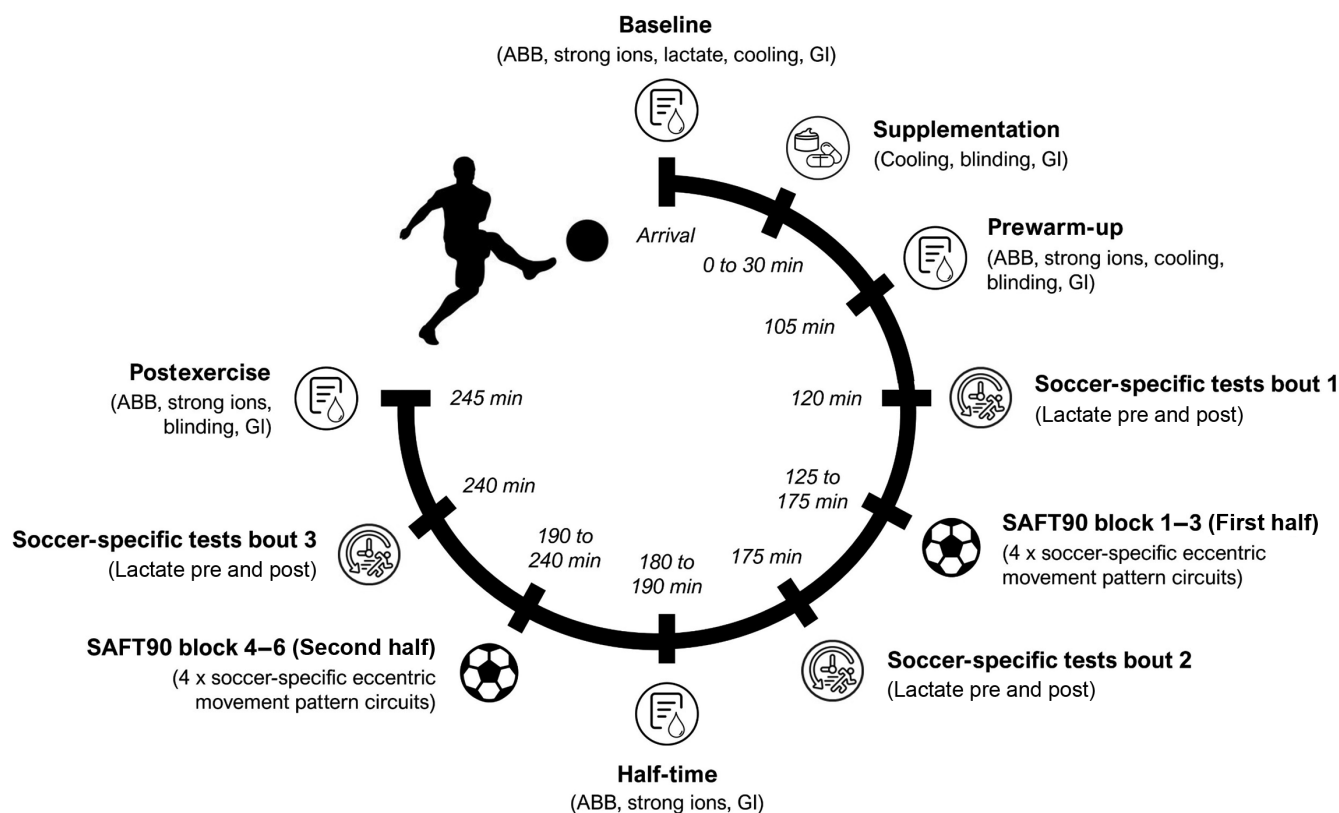 Baseline
(ABB, strong ions, lactate, cooling, GI)
Arrival
Supplementation
(Cooling, blinding, GI)
0 to 30 min
Prewarm-up
(ABB, strong ions, cooling,
blinding, GI)
105 min
Soccer-specific tests bout 1
(Lactate pre and post)
120 min
SAFT90 block 1–3 (First half)
(4 x soccer-specific eccentric
movement pattern circuits)
125 to
175 min
Soccer-specific tests bout 2
(Lactate pre and post)
175 min
Half-time
(ABB, strong ions, GI)
180 to
190 min
SAFT90 block 4–6 (Second half)
(4 x soccer-specific eccentric
movement pattern circuits)
190 to
240 min
Soccer-specific tests bout 3
(Lactate pre and post)
240 min
Postexercise
(ABB, strong ions,
blinding, GI)
245 min